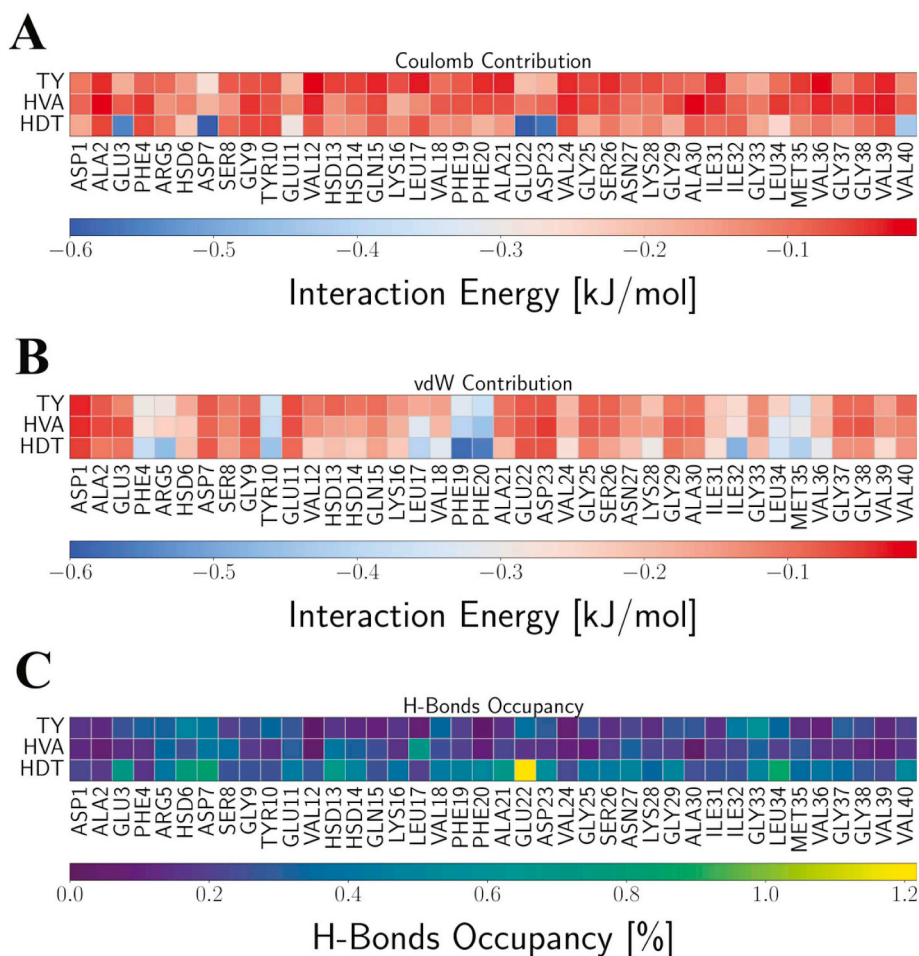 A
Coulomb Contribution
TY
HVA
HDT
ASP1 ALA2 GLU3 PHE4 ARG5 HSD6 ASP7 SER8 GLY9 TYR10 GLU11 VAL12 HSD13 HSD14 GLN15 LYS16 LEU17 VAL18 PHE19 PHE20 ALA21 GLU22 ASP23 VAL24 GLY25 SER26 ASN27 LYS28 GLY29 ALA30 ILE31 ILE32 GLY33 LEU34 MET35 VAL36 GLY37 GLY38 VAL39 VAL40
−0.6 −0.5 −0.4 −0.3 −0.2 −0.1
Interaction Energy [kJ/mol]
B
vdW Contribution
TY
HVA
HDT
ASP1 ALA2 GLU3 PHE4 ARG5 HSD6 ASP7 SER8 GLY9 TYR10 GLU11 VAL12 HSD13 HSD14 GLN15 LYS16 LEU17 VAL18 PHE19 PHE20 ALA21 GLU22 ASP23 VAL24 GLY25 SER26 ASN27 LYS28 GLY29 ALA30 ILE31 ILE32 GLY33 LEU34 MET35 VAL36 GLY37 GLY38 VAL39 VAL40
−0.6 −0.5 −0.4 −0.3 −0.2 −0.1
Interaction Energy [kJ/mol]
C
H-Bonds Occupancy
TY
HVA
HDT
ASP1 ALA2 GLU3 PHE4 ARG5 HSD6 ASP7 SER8 GLY9 TYR10 GLU11 VAL12 HSD13 HSD14 GLN15 LYS16 LEU17 VAL18 PHE19 PHE20 ALA21 GLU22 ASP23 VAL24 GLY25 SER26 ASN27 LYS28 GLY29 ALA30 ILE31 ILE32 GLY33 LEU34 MET35 VAL36 GLY37 GLY38 VAL39 VAL40
0.0 0.2 0.4 0.6 0.8 1.0 1.2
H-Bonds Occupancy [%]